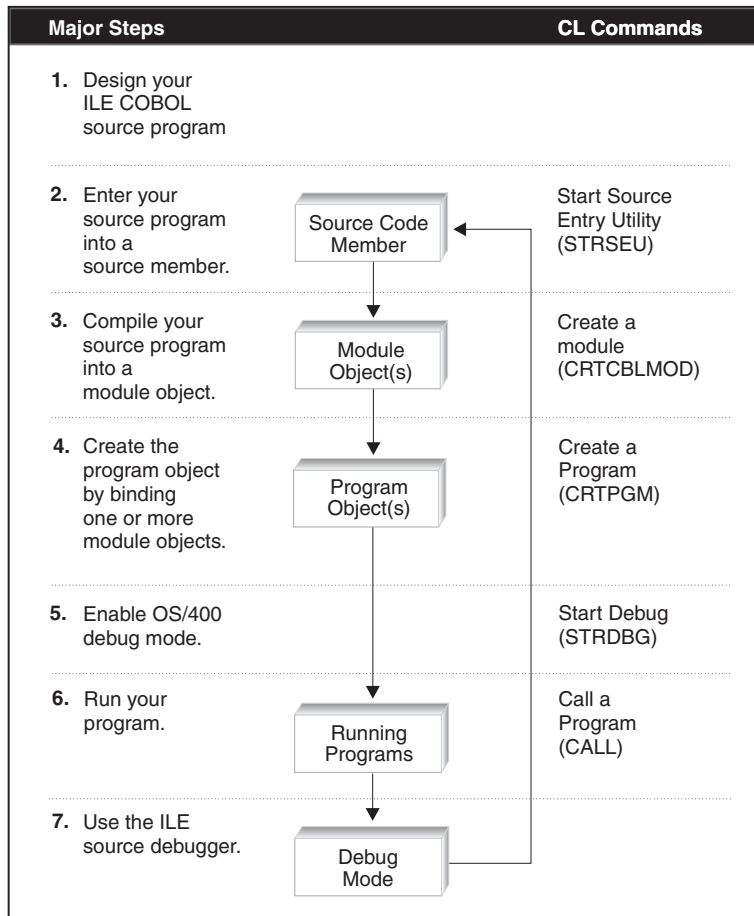 Major Steps
CL Commands
1. Design your
ILE COBOL
source program
2. Enter your
source program
into a
source member.
Source Code
Member
Start Source
Entry Utility
(STRSEU)
3. Compile your
source program
into a
module object.
Module
Object(s)
Create a
module
(CRTCBLMOD)
4. Create the
program object
by binding
one or more
module objects.
Program
Object(s)
Create a
Program
(CRTPGM)
5. Enable OS/400
debug mode.
Start Debug
(STRDBG)
6. Run your
program.
Running
Programs
Call a
Program
(CALL)
7. Use the ILE
source debugger.
Debug
Mode